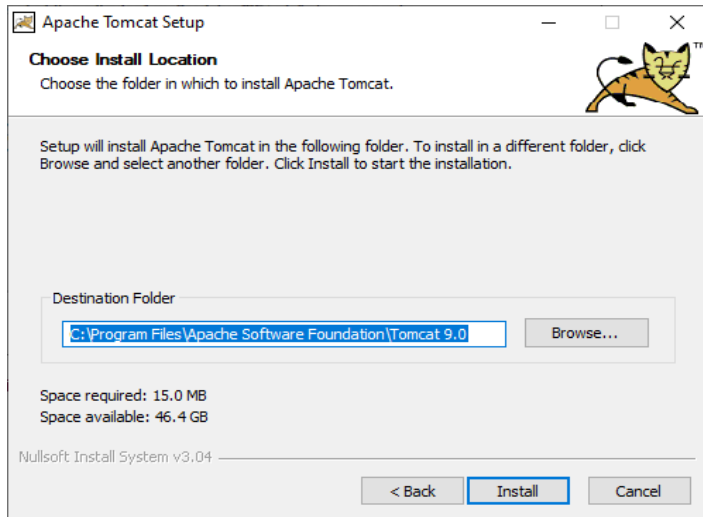 Apache Tomcat Setup
Choose Install Location
Choose the folder in which to install Apache Tomcat.
TM
Setup will install Apache Tomcat in the following folder. To install in a different folder, click
Browse and select another folder. Click Install to start the installation.
Destination Folder
C:\Program Files\Apache Software Foundation\Tomcat 9.0
Browse...
Space required: 15.0 MB
Space available: 46.4 GB
Nullsoft Install System v3.04
< Back
Install
Cancel